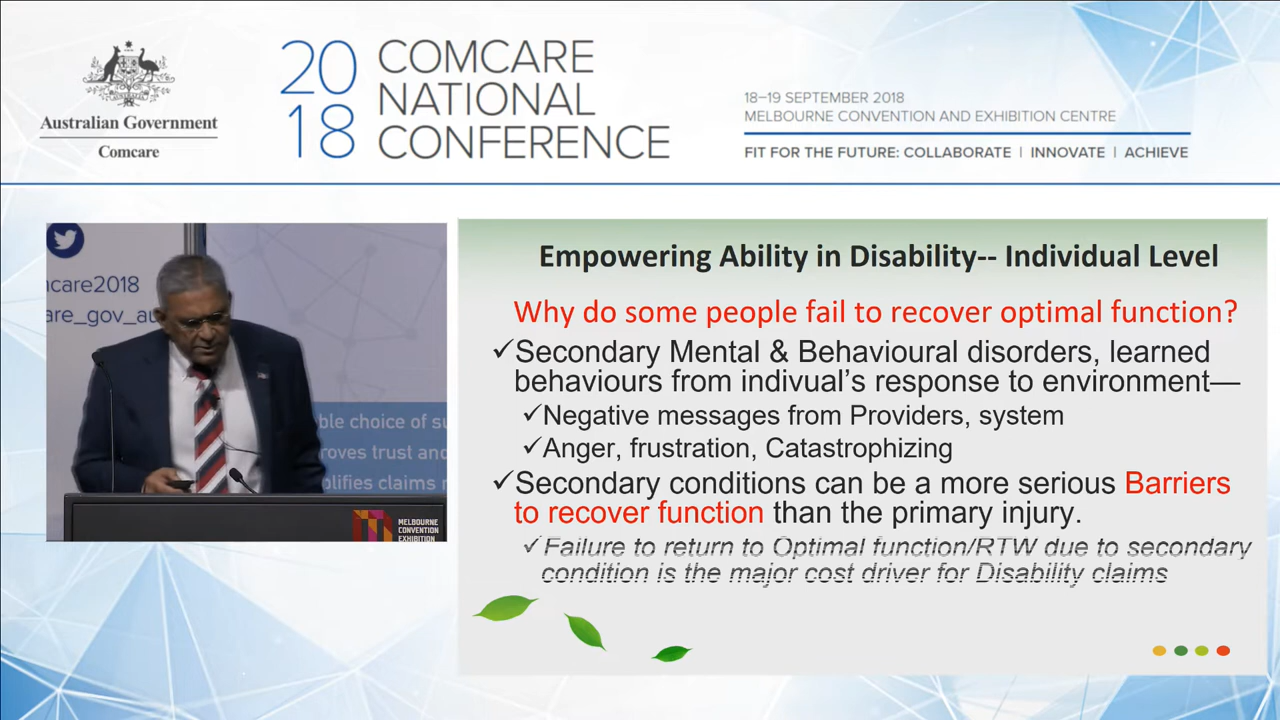 Australian Government
Comcare
20
18
COMCARE
NATIONAL
CONFERENCE
18–19 SEPTEMBER 2018
MELBOURNE CONVENTION AND EXHIBITION CENTRE
FIT FOR THE FUTURE: COLLABORATE | INNOVATE | ACHIEVE
ncare2018
are_gov_au
ble choice of su
roves trust and
olifies claims
MELBOURNE
CONVENTION
EXHIBITION
Empowering Ability in Disability-- Individual Level
Why do some people fail to recover optimal function?
✓Secondary Mental & Behavioural disorders, learned
behaviours from indivual's response to environment—
✓Negative messages from Providers, system
✓Anger, frustration, Catastrophizing
✓Secondary conditions can be a more serious Barriers
to recover function than the primary injury.
✓Failure to return to Optimal function/RTW due to secondary
condition is the major cost driver for Disability claims